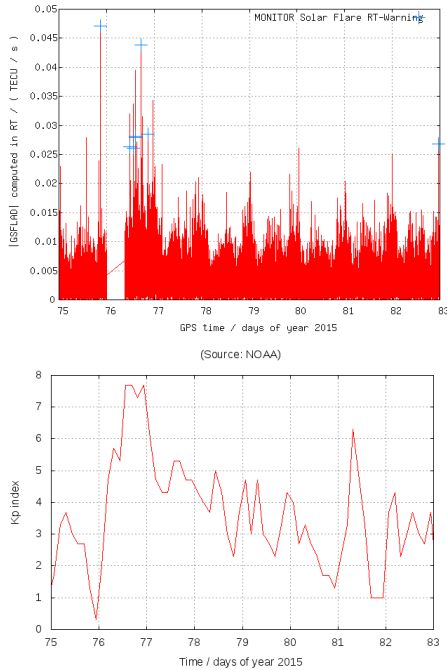 0.05
MONITOR Solar Flare RT-Warning
0.045
0.04
0.035
0.03
0.025
0.02
0.015
0.01
0.005
0
|GSFLAD| computed in RT / ( TECU / s )
75 76 77 78 79 80 81 82 83
GPS time / days of year 2015
(Source: NOAA)
8
7
6
5
4
3
2
1
0
Kp index
75 76 77 78 79 80 81 82 83
Time / days of year 2015